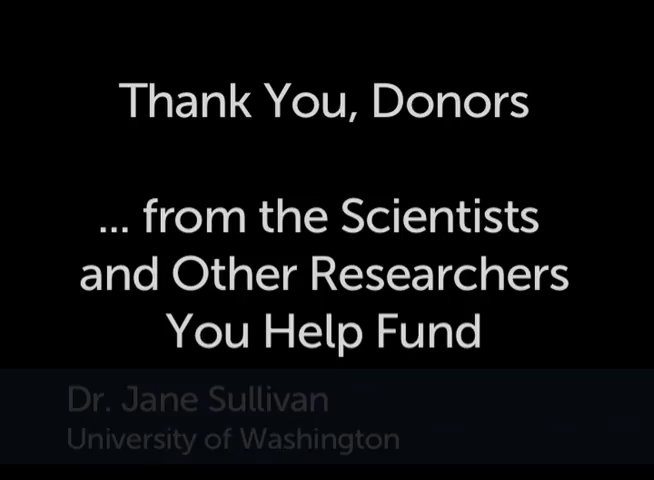 Thank You, Donors
... from the Scientists
and Other Researchers
You Help Fund
Dr. Jane Sullivan
University of Washington